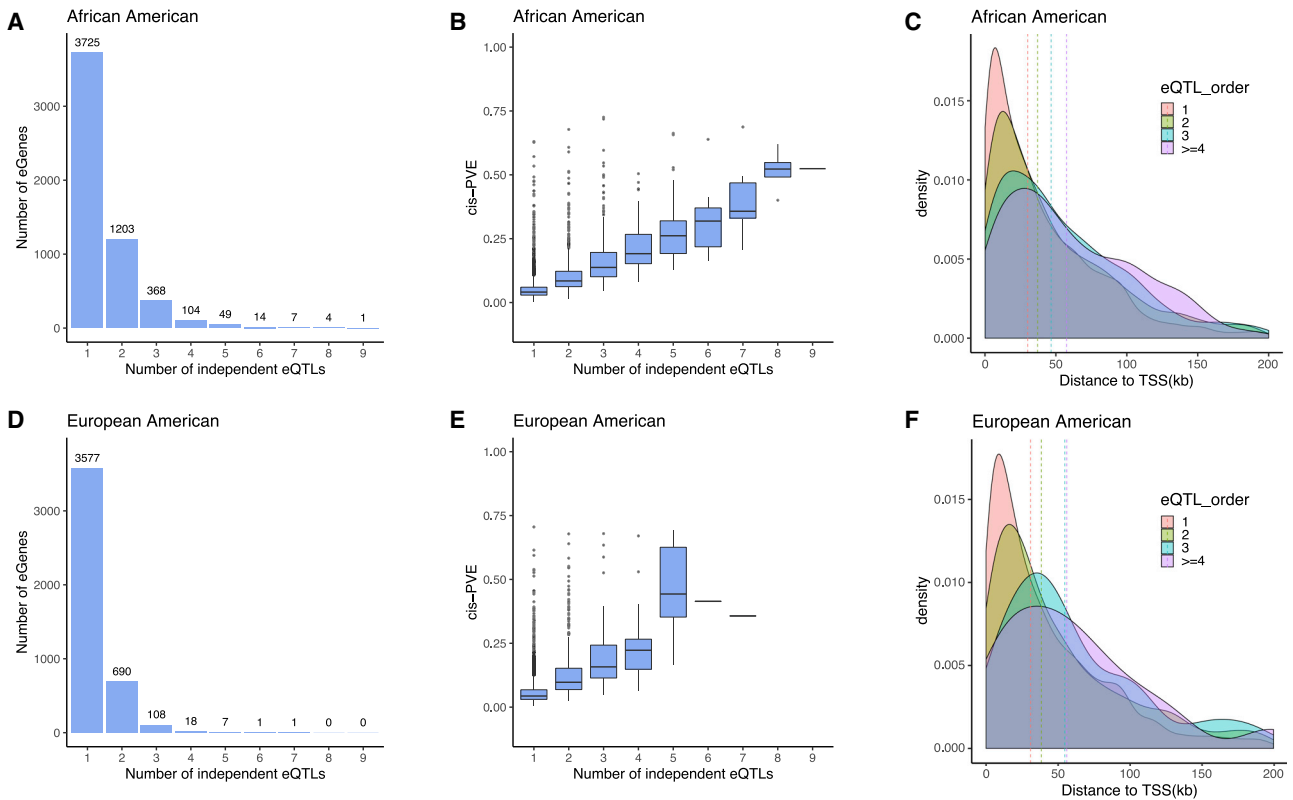 A
African American
3725
1203
368
104
49
14
7
4
1
3000
2000
1000
0
Number of eGenes
1 2 3 4 5 6 7 8 9
Number of independent eQTLs
B
African American
1.00
0.75
0.50
0.25
0.00
cis−PVE
1 2 3 4 5 6 7 8 9
Number of independent eQTLs
C
African American
0.015
0.010
0.005
0.000
density
eQTL_order
1
2
3
>=4
0 50 100 150 200
Distance to TSS(kb)
D
European American
3577
690
108
18
7
1
1
0
0
3000
2000
1000
0
Number of eGenes
1 2 3 4 5 6 7 8 9
Number of independent eQTLs
E
European American
1.00
0.75
0.50
0.25
0.00
cis−PVE
1 2 3 4 5 6 7 8 9
Number of independent eQTLs
F
European American
0.015
0.010
0.005
0.000
density
eQTL_order
1
2
3
>=4
0 50 100 150 200
Distance to TSS(kb)